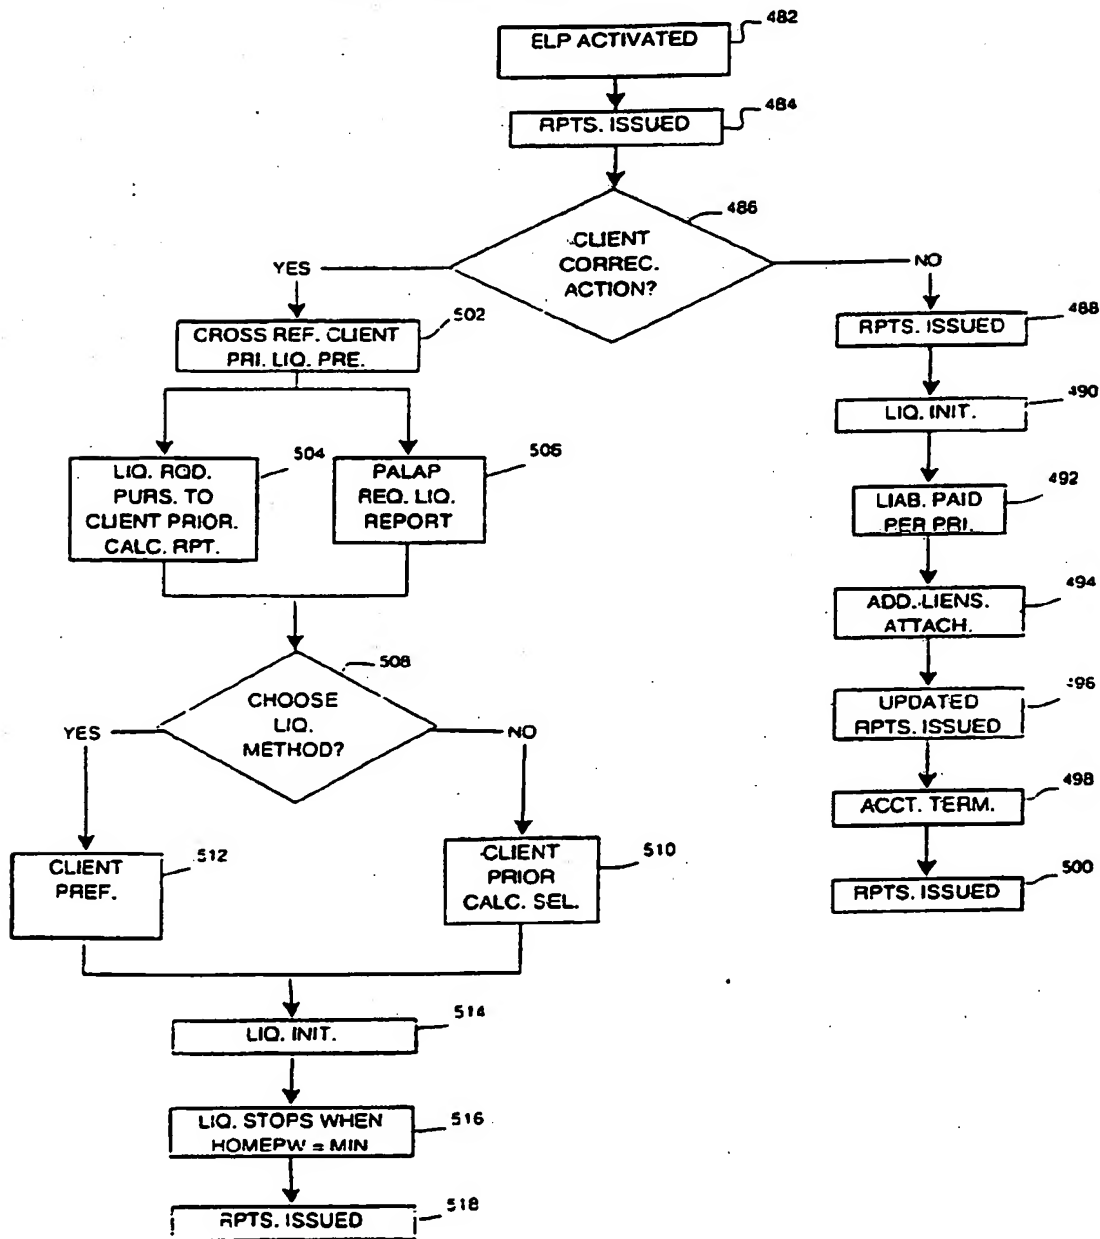 482
ELP ACTIVATED
484
RPTS. ISSUED
486
CLIENT
CORREC.
ACTION?
YES
NO
502
CROSS REF. CLIENT
PRI. LIQ. PRE.
504
LIQ. RQD.
PURS. TO
CLIENT PRIOR.
CALC. RPT.
506
PALAP
REQ. LIQ.
REPORT
508
CHOOSE
LIQ.
METHOD?
YES
NO
512
CLIENT
PREF.
510
CLIENT
PRIOR
CALC. SEL.
514
LIQ. INIT.
516
LIQ. STOPS WHEN
HOMEPW = MIN
518
RPTS. ISSUED
488
RPTS. ISSUED
490
LIQ. INIT.
492
LIAB. PAID
PER PRI.
494
ADD. LIENS.
ATTACH.
496
UPDATED
RPTS. ISSUED
498
ACCT. TERM.
500
RPTS. ISSUED